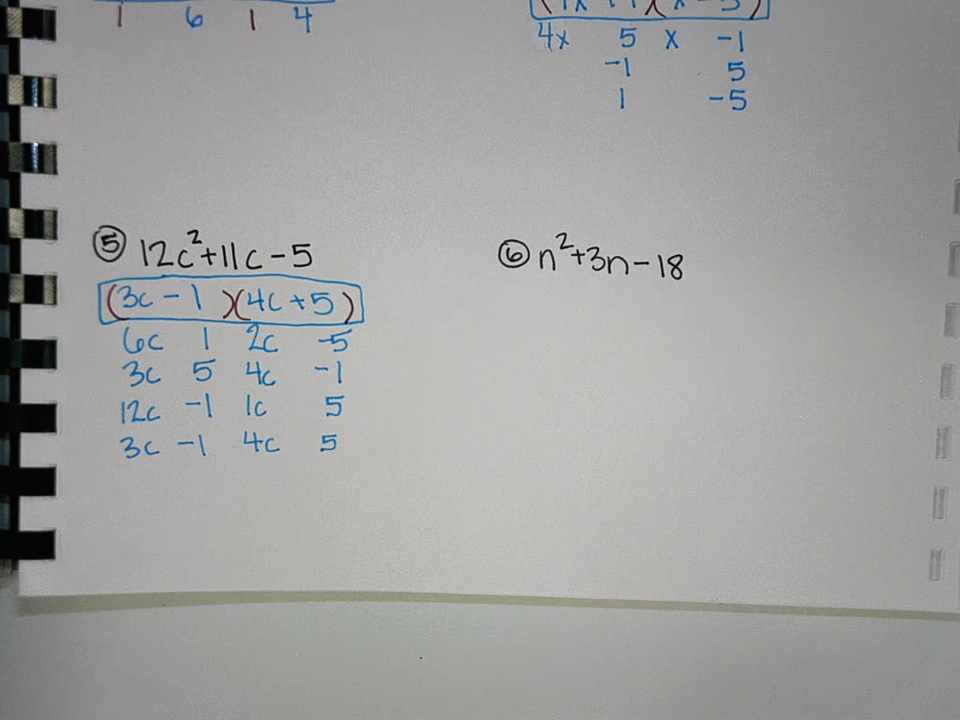 1 6 1 4
4x 5 x -1
-1 5
1 -5
⑤ 12c²+11c-5
(3c-1)(4c+5)
6c 1 2c -5
3c 5 4c -1
12c -1 1c 5
3c -1 4c 5
⑥ n²+3n-18